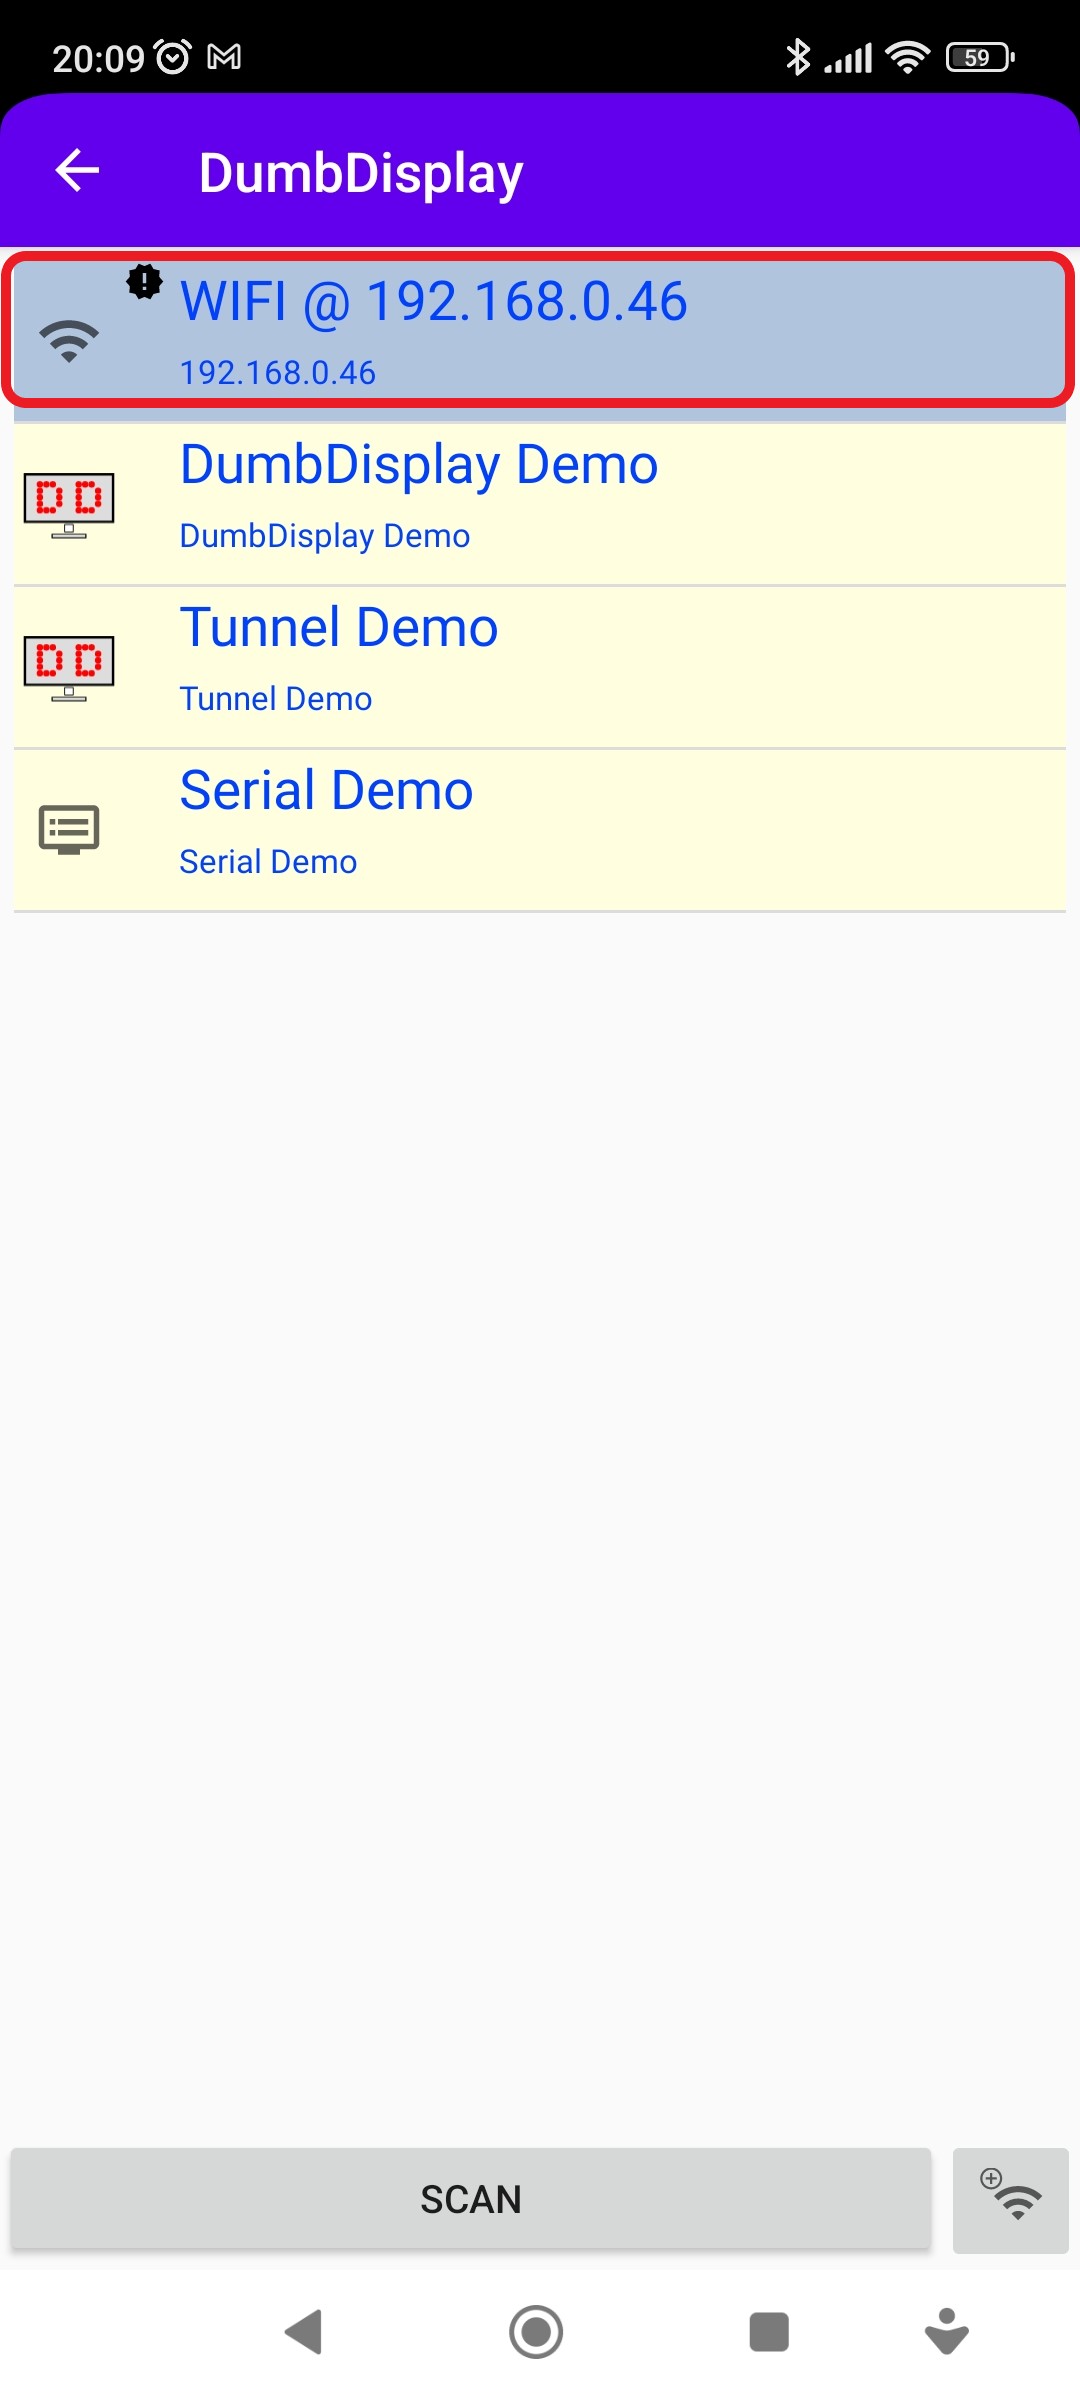 20:09
59
DumbDisplay
WIFI @ 192.168.0.46
192.168.0.46
DumbDisplay Demo
DumbDisplay Demo
Tunnel Demo
Tunnel Demo
Serial Demo
Serial Demo
SCAN